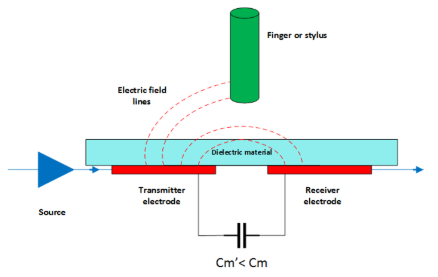 Finger or stylus
Electric field
lines
Dielectric material
Transmitter
electrode
Receiver
electrode
Source
Cm'< Cm